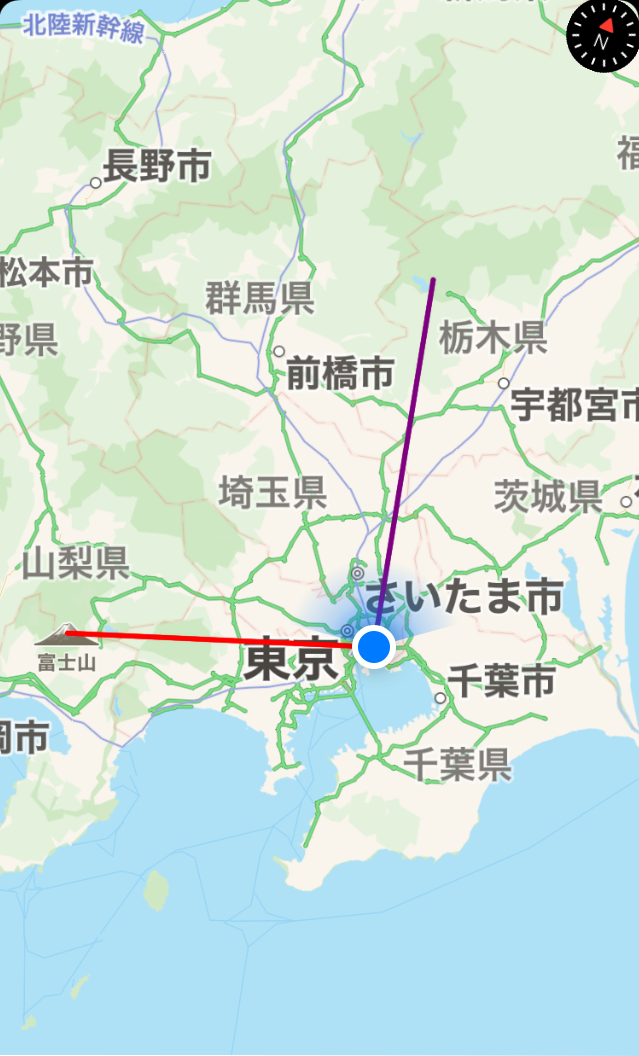 北陸新幹線
N
長野市
松本市
群馬県
野県
栃木県
前橋市
宇都宮市
埼玉県
茨城県
山梨県
さいたま市
富士山
東京
千葉市
岡市
千葉県